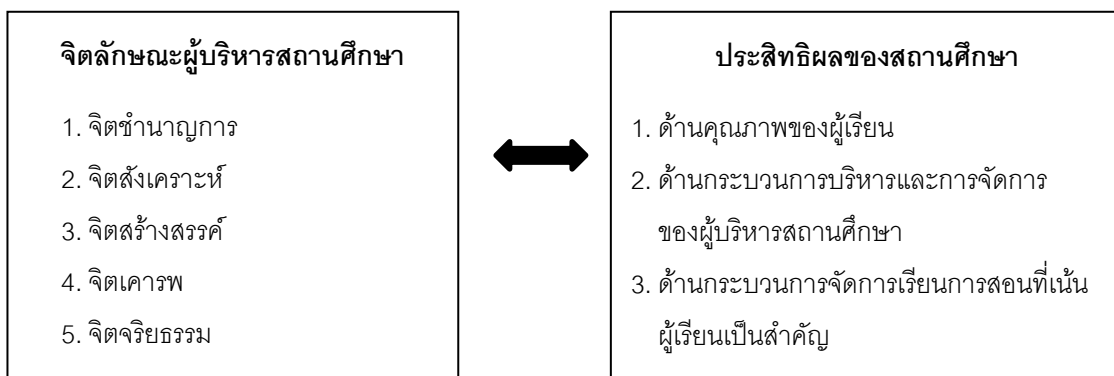 จิตลักษณะผู้บริหารสถานศึกษา
1. จิตชำนาญการ
2. จิตสังเคราะห์
3. จิตสร้างสรรค์
4. จิตเคารพ
5. จิตจริยธรรม
ประสิทธิผลของสถานศึกษา
1. ด้านคุณภาพของผู้เรียน
2. ด้านกระบวนการบริหารและการจัดการ
ของผู้บริหารสถานศึกษา
3. ด้านกระบวนการจัดการเรียนการสอนที่เน้น
ผู้เรียนเป็นสำคัญ